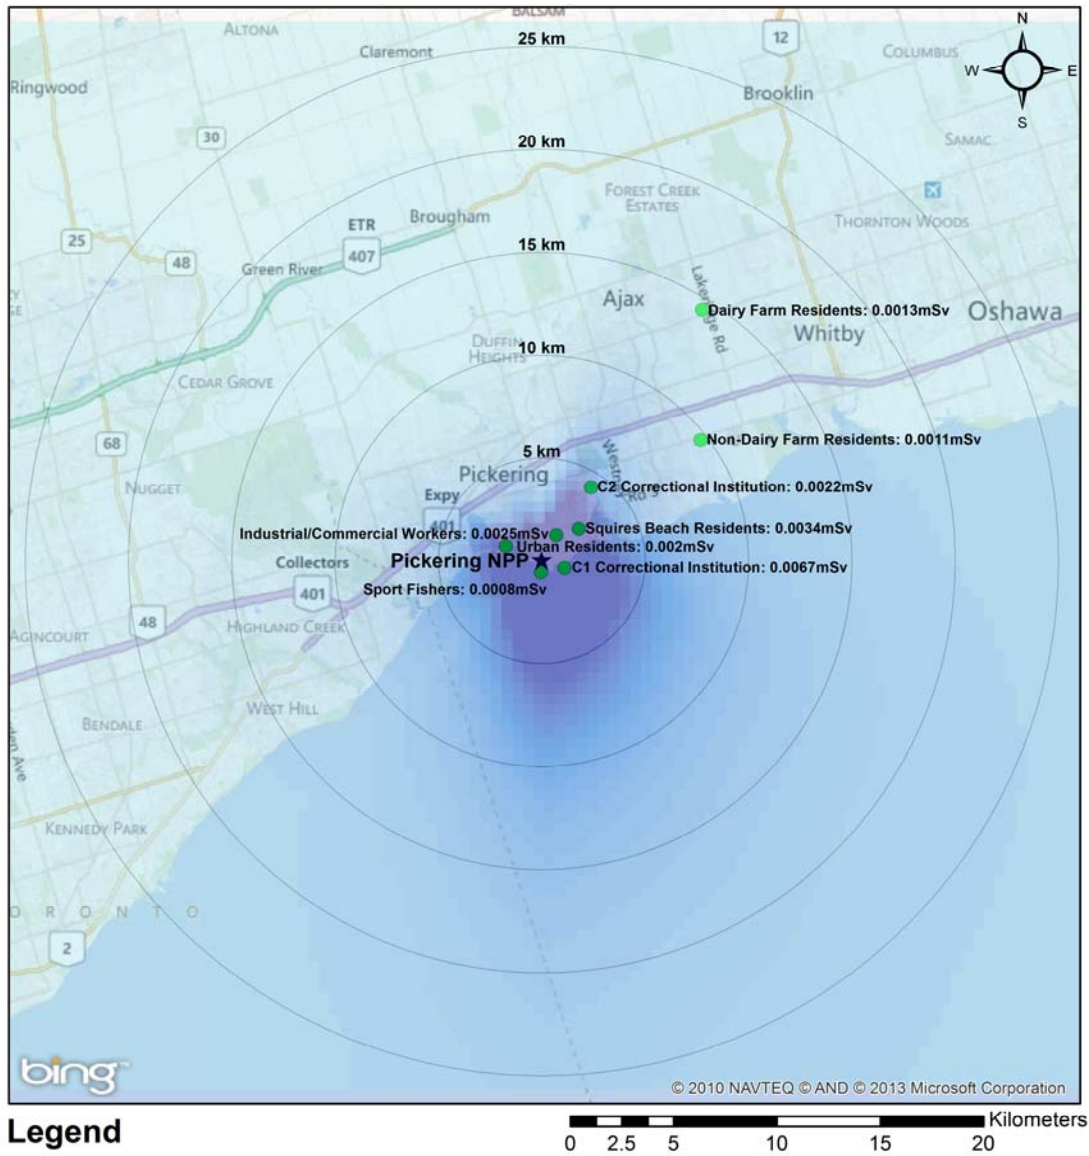 BALSAM
N
ALTONA
25 km
12
COLUMBUS
Claremont
W
E
Ringwood
Brooklin
S
30
20 km
SAMAC
FOREST CREEK
ESTATES
Brougham
THORNTON WOODS
ETR
25
15 km
407
48
Green River
Lakeridge Rd
Ajax
Dairy Farm Residents: 0.0013mSv
Oshawa
Whitby
DUFFIN
HEIGHTS
10 km
CEDAR GROVE
68
Non-Dairy Farm Residents: 0.0011mSv
5 km
Pickering
NUGGET
C2 Correctional Institution: 0.0022mSv
Expy
401
Squires Beach Residents: 0.0034mSv
Industrial/Commercial Workers: 0.0025mSv
Urban Residents: 0.002mSv
Pickering NPP
Collectors
C1 Correctional Institution: 0.0067mSv
401
Sport Fishers: 0.0008mSv
48
HIGHLAND CREEK
AGINCOURT
WEST HILL
BENDALE
Ave
KENNEDY PARK
O R O N T O
2
bing™
© 2010 NAVTEQ © AND © 2013 Microsoft Corporation
Legend
Kilometers
0 2.5 5 10 15 20